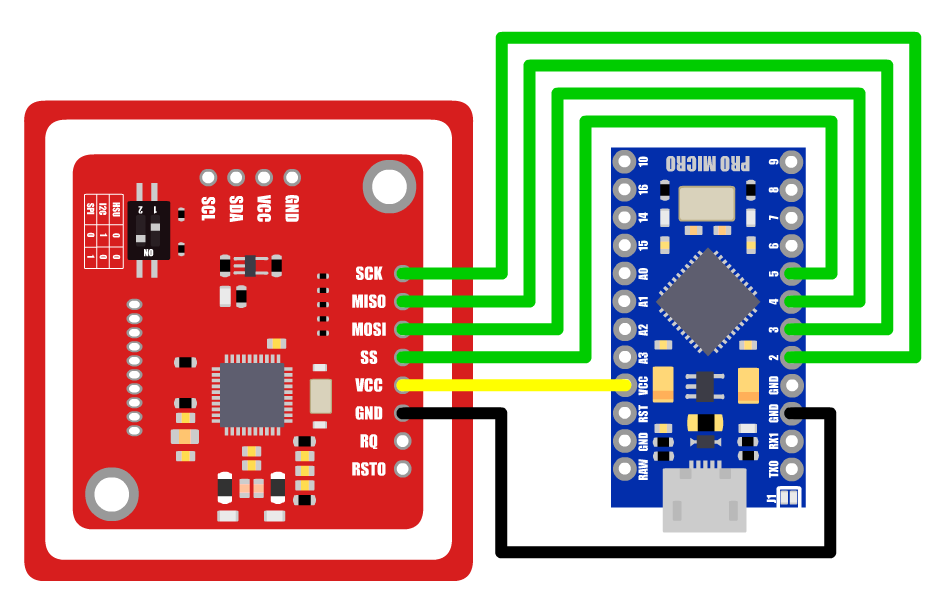 SCL
SDA
VCC
GND
HSU 0 0
I2C 1 0
SPI 0 1
2 1
ON
SCK
MISO
MOSI
SS
VCC
GND
RQ
RSTO
PRO MICRO
10
16
14
15
A0
A1
A2
A3
VCC
RST
GND
RAW
9
8
7
6
5
4
3
2
GND
GND
RX1
TX0
J1